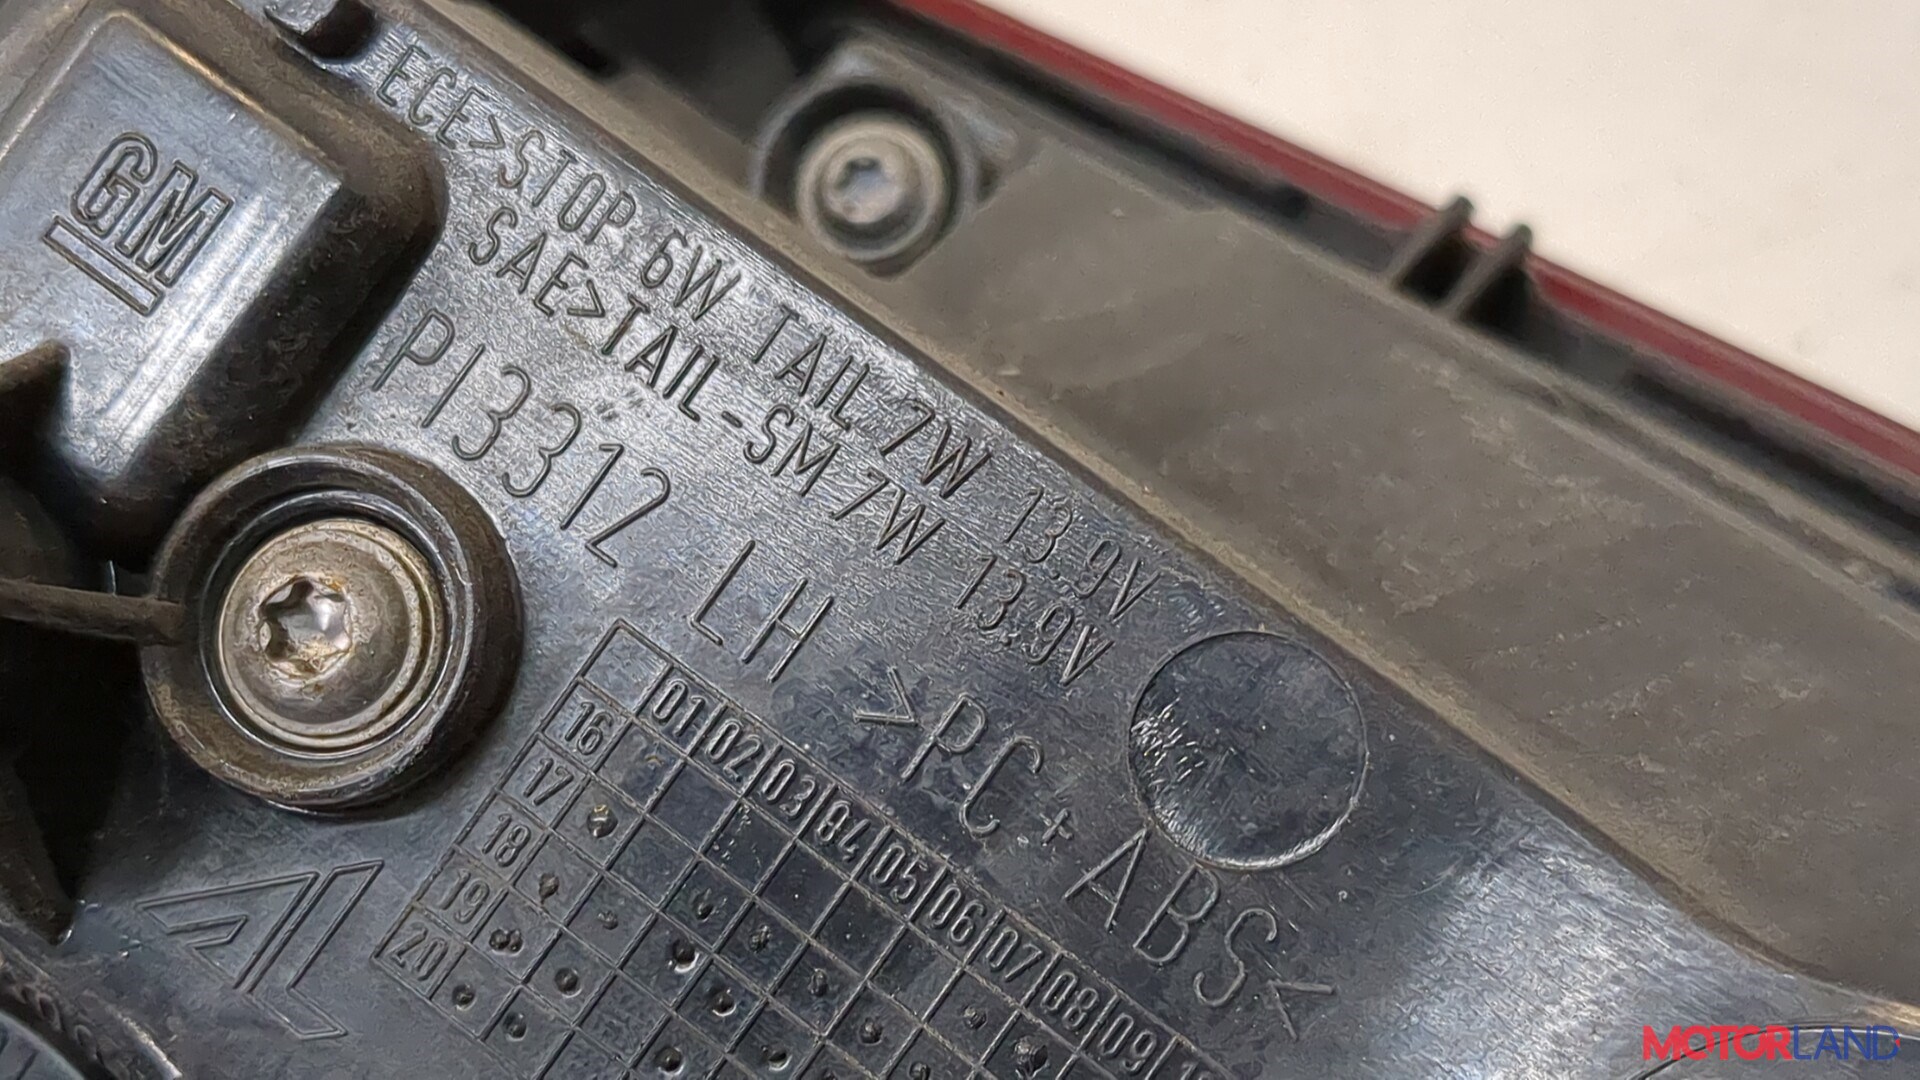 GM
ECE>STOP 6W TAIL 7W 13.9V
SAE>TAIL-SM 7W 13.9V
P13312 LH >PC+ABS<
01 02 03 04 05 06 07 08 09
16
17
18
19
20
AL
MOTORLAND